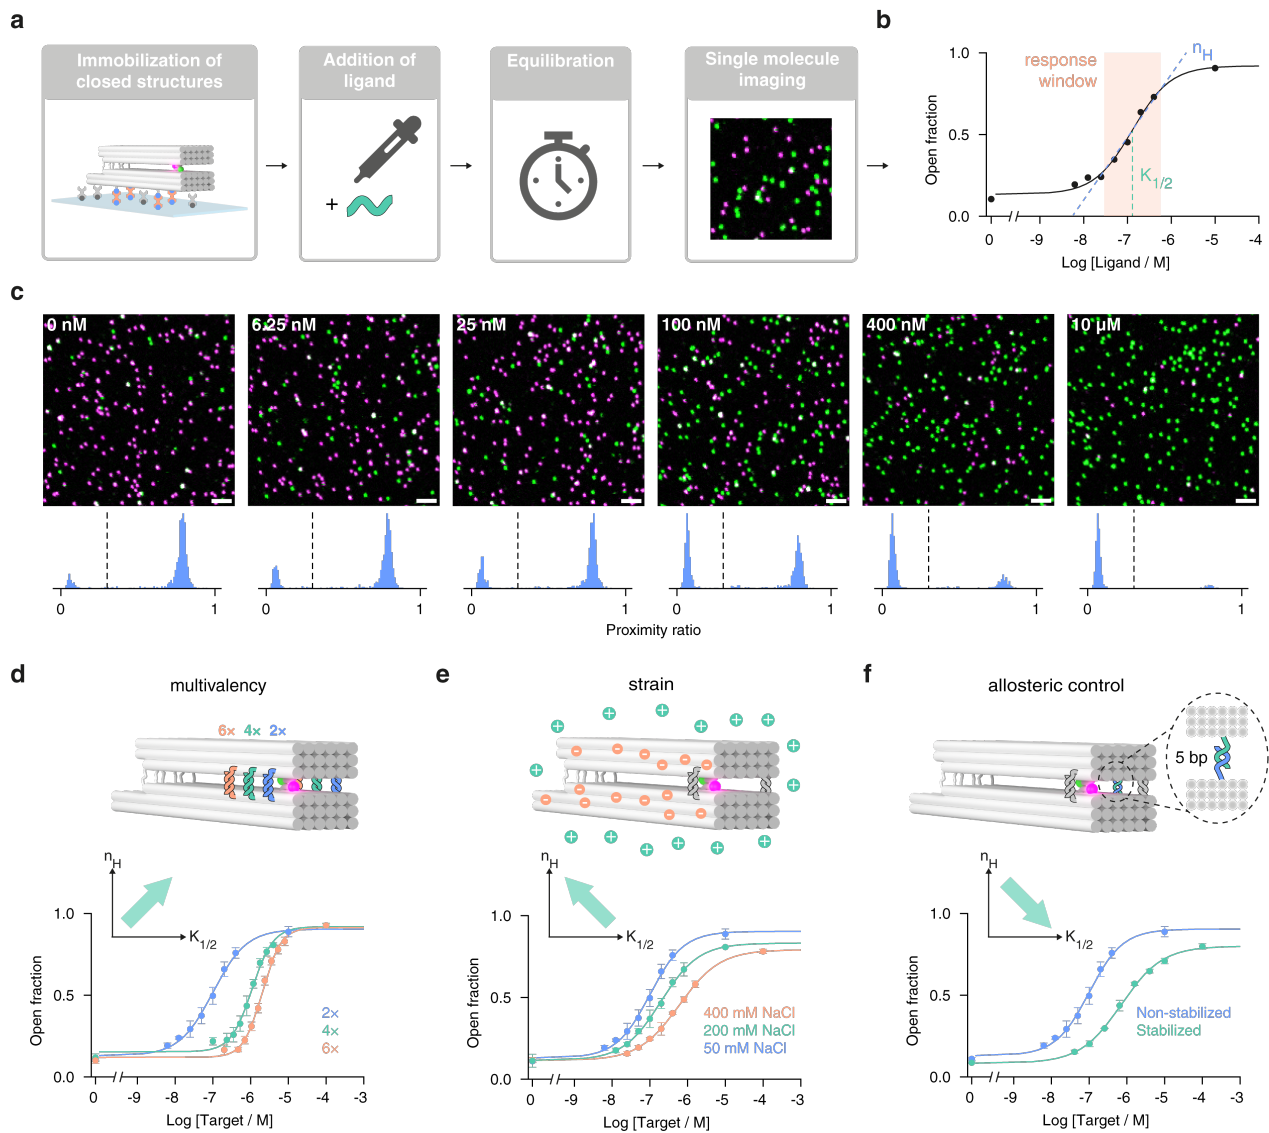 a
Immobilization of
closed structures
Addition of
ligand
+
Equilibration
Single molecule
imaging
b
1.0
0.5
0.0
Open fraction
response
window
nH
K1/2
0
-9
-8
-7
-6
-5
-4
Log [Ligand / M]
c
0 nM
6.25 nM
25 nM
100 nM
400 nM
10 µM
0 1
0 1
0 1
0 1
0 1
0 1
Proximity ratio
d
multivalency
6× 4× 2×
nH
K1/2
1.0
0.5
0.0
Open fraction
2×
4×
6×
0 -9 -8 -7 -6 -5 -4 -3
Log [Target / M]
e
strain
nH
K1/2
1.0
0.5
0.0
Open fraction
400 mM NaCl
200 mM NaCl
50 mM NaCl
0 -9 -8 -7 -6 -5 -4 -3
Log [Target / M]
f
allosteric control
5 bp
nH
K1/2
1.0
0.5
0.0
Open fraction
Non-stabilized
Stabilized
0 -9 -8 -7 -6 -5 -4 -3
Log [Target / M]